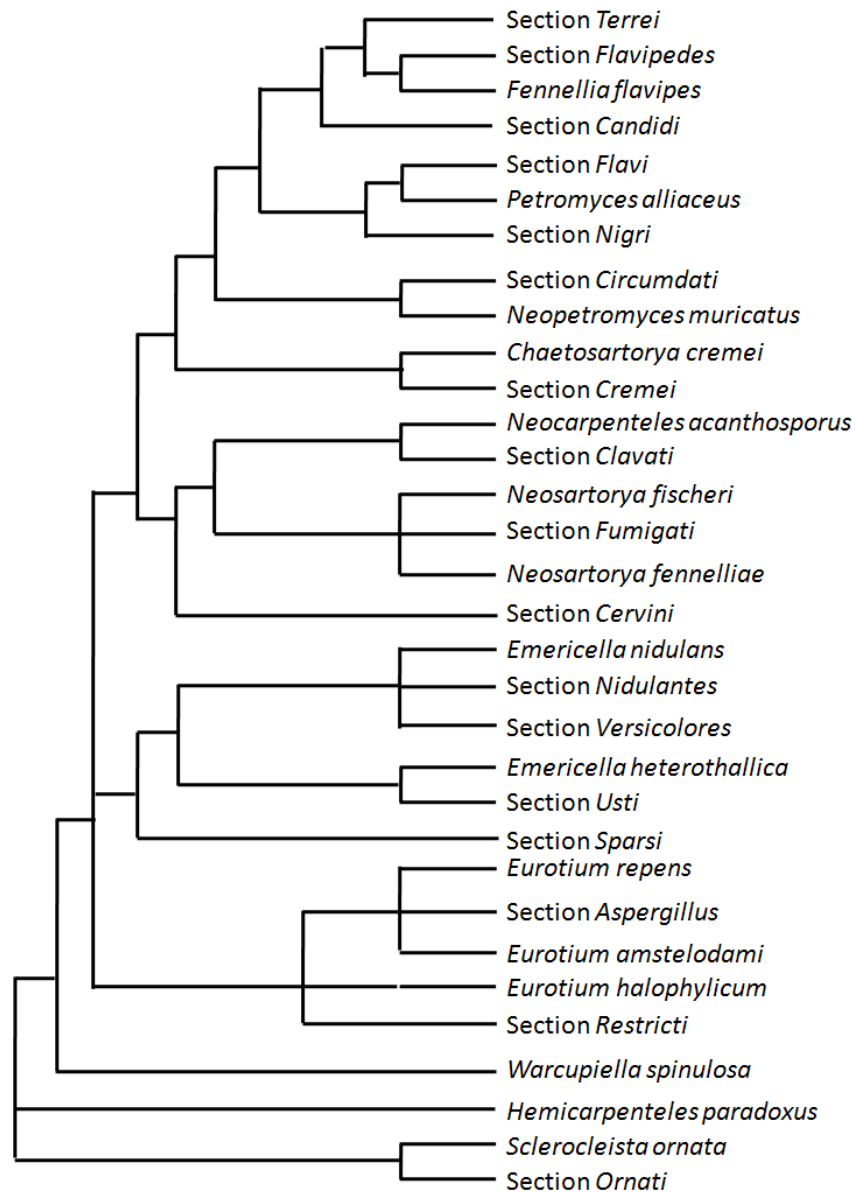 Section Terrei
Section Flavipedes
Fennellia flavipes
Section Candidi
Section Flavi
Petromyces alliaceus
Section Nigri
Section Circumdati
Neopetromyces muricatus
Chaetosartorya cremei
Section Cremei
Neocarpenteles acanthosporus
Section Clavati
Neosartorya fischeri
Section Fumigati
Neosartorya fennelliae
Section Cervini
Emericella nidulans
Section Nidulantes
Section Versicolores
Emericella heterothallica
Section Usti
Section Sparsi
Eurotium repens
Section Aspergillus
Eurotium amstelodami
Eurotium halophylicum
Section Restricti
Warcupiella spinulosa
Hemicarpenteles paradoxus
Sclerocleista ornata
Section Ornati